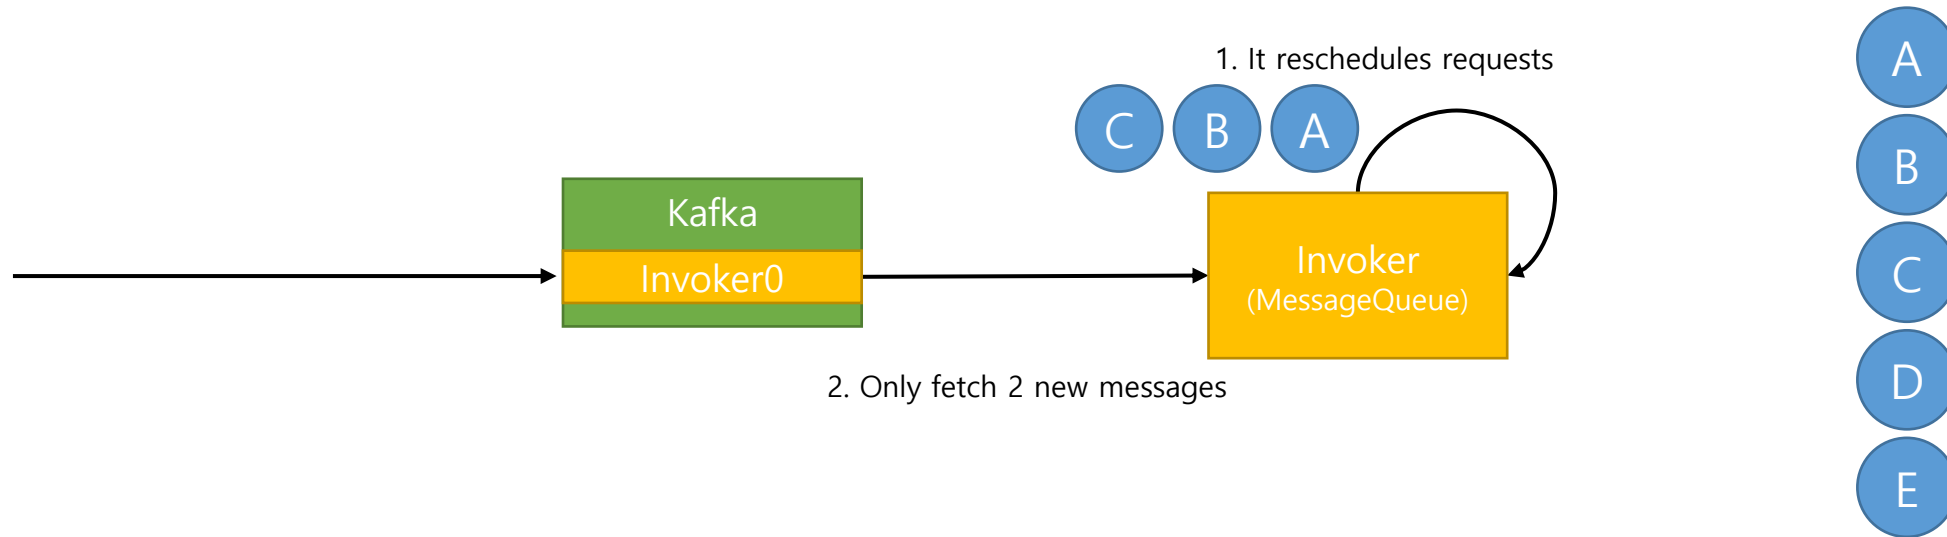 1. It reschedules requests
C B A
Kafka
Invoker0
Invoker
(MessageQueue)
2. Only fetch 2 new messages
A
B
C
D
E